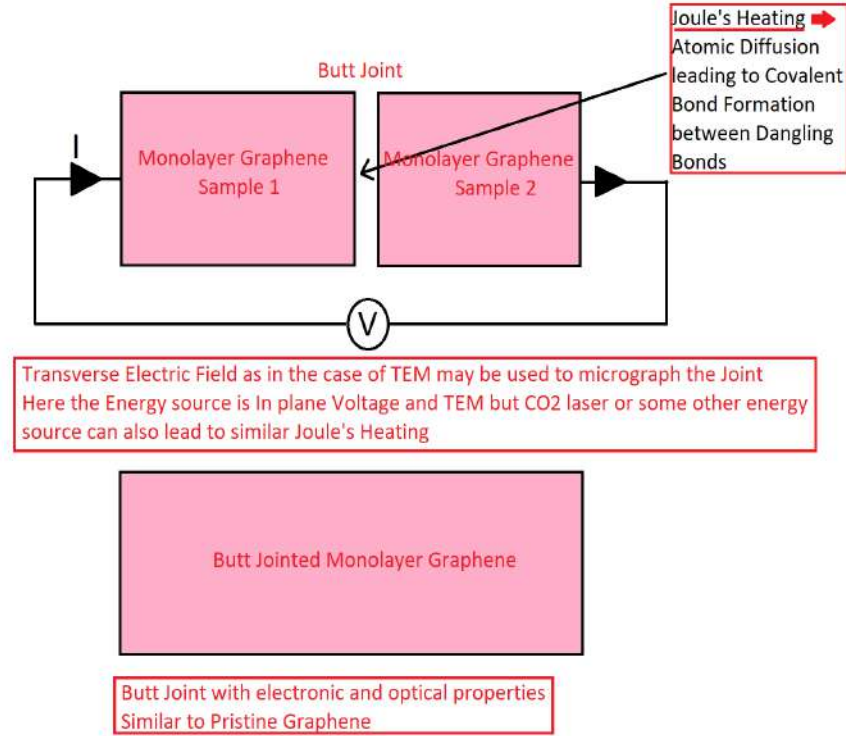 Joule's Heating
Atomic Diffusion
leading to Covalent
Bond Formation
between Dangling
Bonds
Butt Joint
I
Monolayer Graphene
Sample 1
Monolayer Graphene
Sample 2
V
Transverse Electric Field as in the case of TEM may be used to micrograph the Joint
Here the Energy source is In plane Voltage and TEM but CO2 laser or some other energy
source can also lead to similar Joule's Heating
Butt Jointed Monolayer Graphene
Butt Joint with electronic and optical properties
Similar to Pristine Graphene